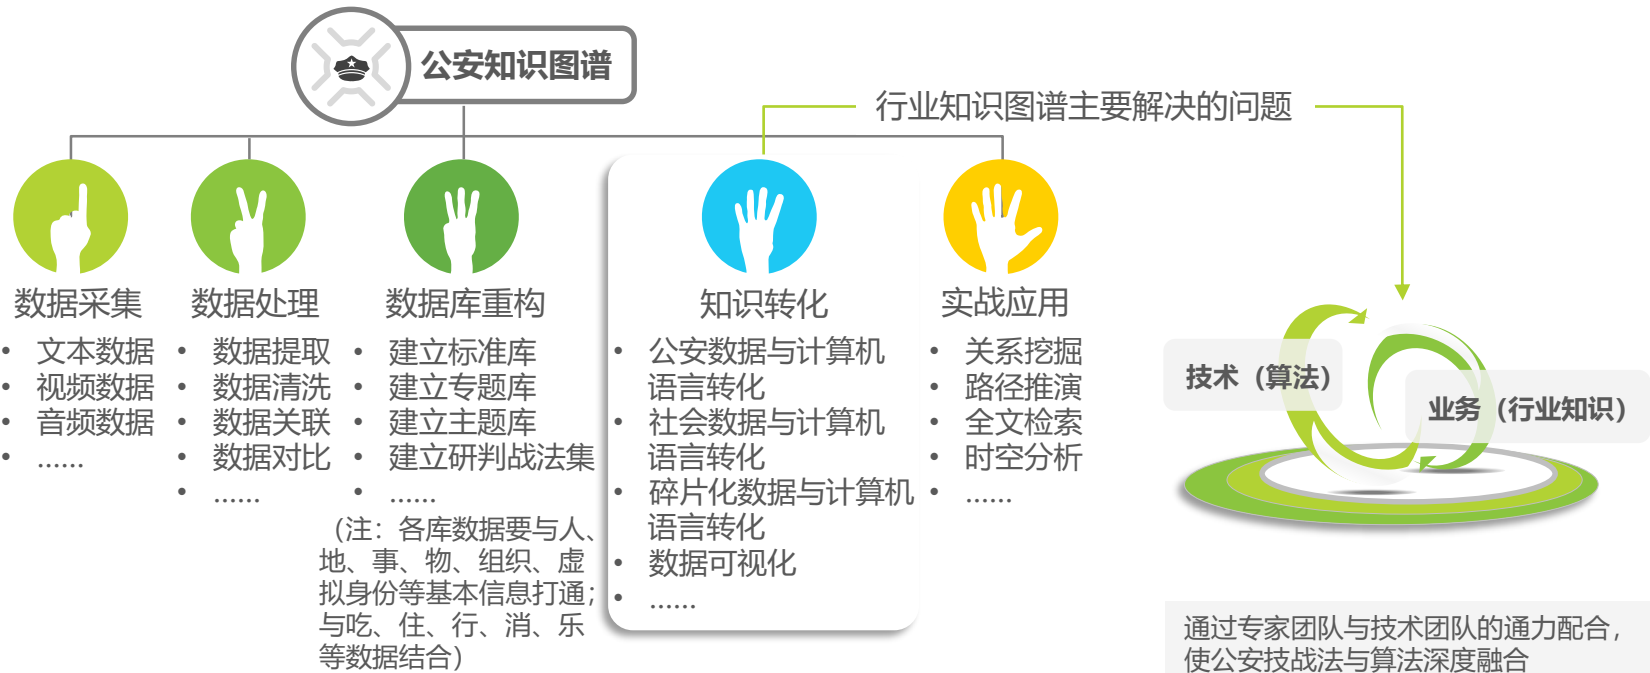 公安知识图谱
行业知识图谱主要解决的问题
数据采集
• 文本数据
• 视频数据
• 音频数据
• ......
数据处理
• 数据提取
• 数据清洗
• 数据关联
• 数据对比
• ......
数据库重构
• 建立标准库
• 建立专题库
• 建立主题库
• 建立研判战法集
• ......
（注：各库数据要与人、
地、事、物、组织、虚
拟身份等基本信息打通；
与吃、住、行、消、乐
等数据结合）
知识转化
• 公安数据与计算机
语言转化
• 社会数据与计算机
语言转化
• 碎片化数据与计算机
语言转化
• 数据可视化
• ......
实战应用
• 关系挖掘
• 路径推演
• 全文检索
• 时空分析
• ......
技术（算法）
业务（行业知识）
通过专家团队与技术团队的通力配合，
使公安技战法与算法深度融合